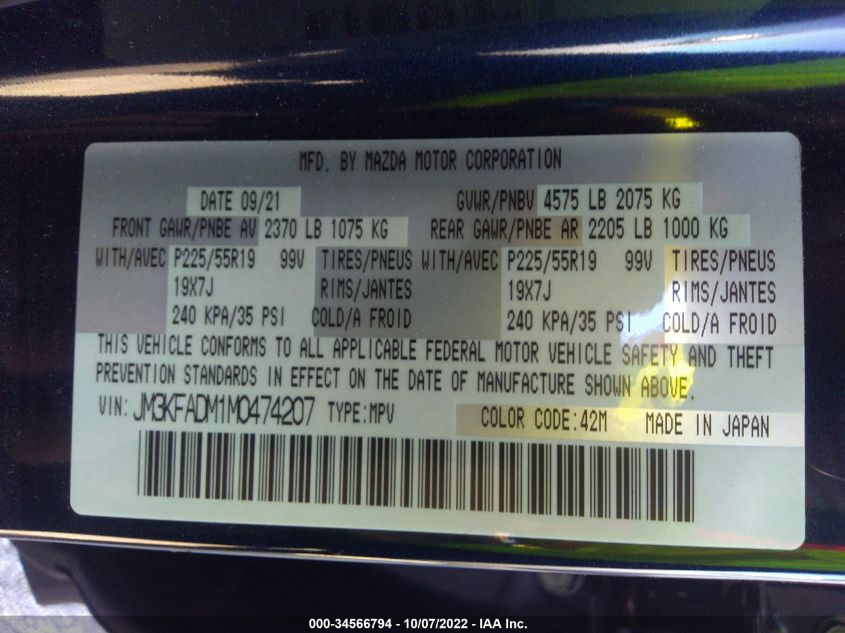 MFD. BY MAZDA MOTOR CORPORATION
DATE 09/21 GVWR/PNBV 4575 LB 2075 KG
FRONT GAWR/PNBE AV 2370 LB 1075 KG REAR GAWR/PNBE AR 2205 LB 1000 KG
WITH/AVEC P225/55R19 99V TIRES/PNEUS WITH/AVEC P225/55R19 99V TIRES/PNEUS
19X7J RIMS/JANTES 19X7J RIMS/JANTES
240 KPA/35 PSI COLD/A FROID 240 KPA/35 PSI COLD/A FROID
THIS VEHICLE CONFORMS TO ALL APPLICABLE FEDERAL MOTOR VEHICLE SAFETY AND THEFT
PREVENTION STANDARDS IN EFFECT ON THE DATE OF MANUFACTURE SHOWN ABOVE.
VIN: JM3KFADM1M0474207 TYPE:MPV COLOR CODE:42M MADE IN JAPAN
000-34566794 - 10/07/2022 - IAA Inc.